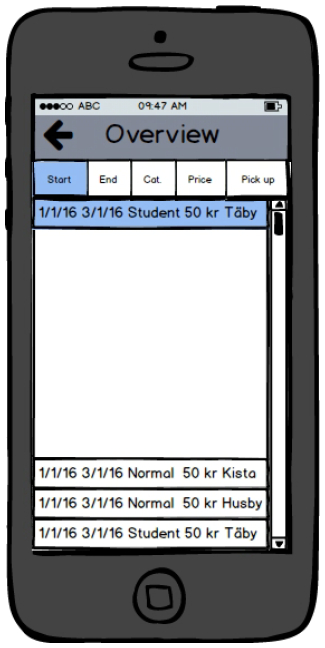 ABC 09:47 AM
Overview
Start End Cat. Price Pick up
1/1/16 3/1/16 Student 50 kr Täby
1/1/16 3/1/16 Normal 50 kr Kista
1/1/16 3/1/16 Normal 50 kr Husby
1/1/16 3/1/16 Student 50 kr Täby